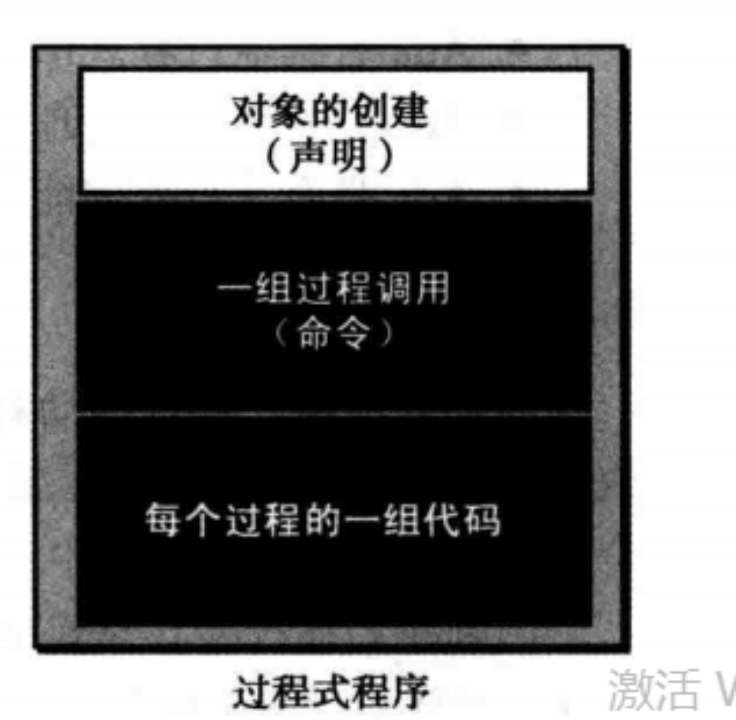 对象的创建
（声明）
一组过程调用
（命令）
每个过程的一组代码
过程式程序
激活